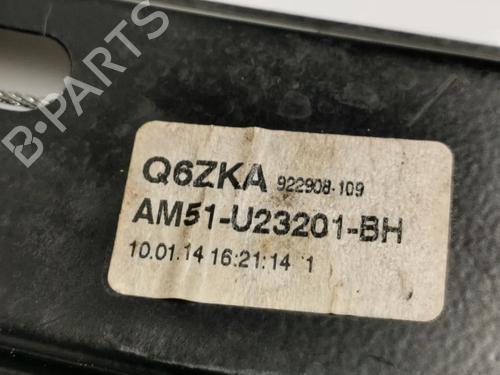 B-PARTS
Q6ZKA 922908-109
AM51-U23201-BH
10.01.14 16:21:14 1